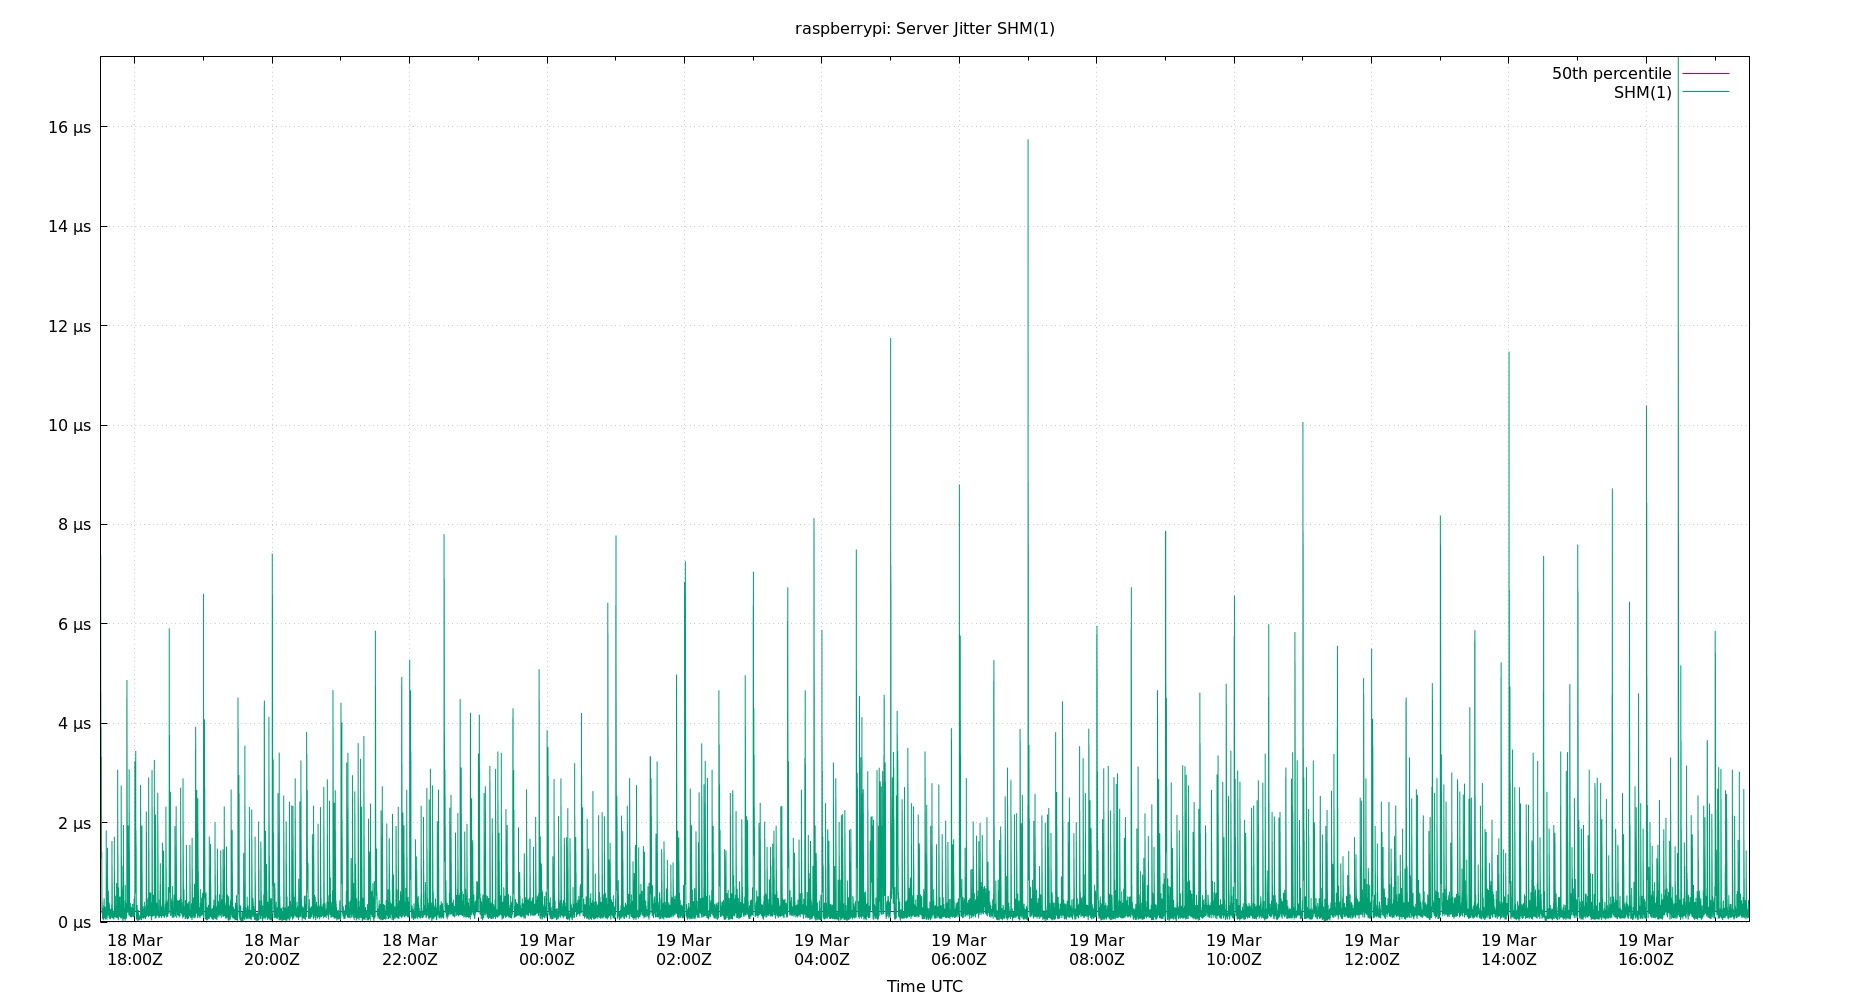 raspberrypi: Server Jitter SHM(1)
50th percentile
SHM(1)
16 µs
14 µs
12 µs
10 µs
8 µs
6 µs
4 µs
2 µs
0 µs
18 Mar 18 Mar 18 Mar 19 Mar 19 Mar 19 Mar 19 Mar 19 Mar 19 Mar 19 Mar 19 Mar 19 Mar
18:00Z 20:00Z 22:00Z 00:00Z 02:00Z 04:00Z 06:00Z 08:00Z 10:00Z 12:00Z 14:00Z 16:00Z
Time UTC